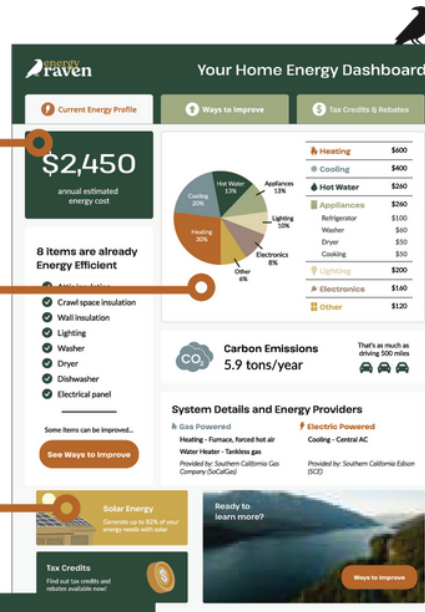 energy
raven
Your Home Energy Dashboard
Current Energy Profile
Ways to Improve
Tax Credits & Rebates
$2,450
annual estimated
energy cost
Hot Water
13%
Appliances
13%
Lighting
10%
Electronics
8%
Other
6%
Heating
30%
Cooling
20%
Heating $600
Cooling $400
Hot Water $260
Appliances $260
Refrigerator $100
Washer $60
Dryer $50
Cooking $50
Lighting $200
Electronics $160
Other $120
8 items are already
Energy Efficient
Attic insulation
Crawl space insulation
Wall insulation
Lighting
Washer
Dryer
Dishwasher
Electrical panel
Some items can be improved...
See Ways to Improve
CO2
Carbon Emissions
5.9 tons/year
That's as much as
driving 500 miles
System Details and Energy Providers
Gas Powered
Heating - Furnace, forced hot air
Water Heater - Tankless gas
Provided by: Southern California Gas
Company (SoCalGas)
Electric Powered
Cooling - Central AC
Provided by: Southern California Edison
(SCE)
Solar Energy
Generate up to 82% of your
energy needs with solar
Tax Credits
Find out tax credits and
rebates available now!
Ready to
learn more?
Ways to Improve